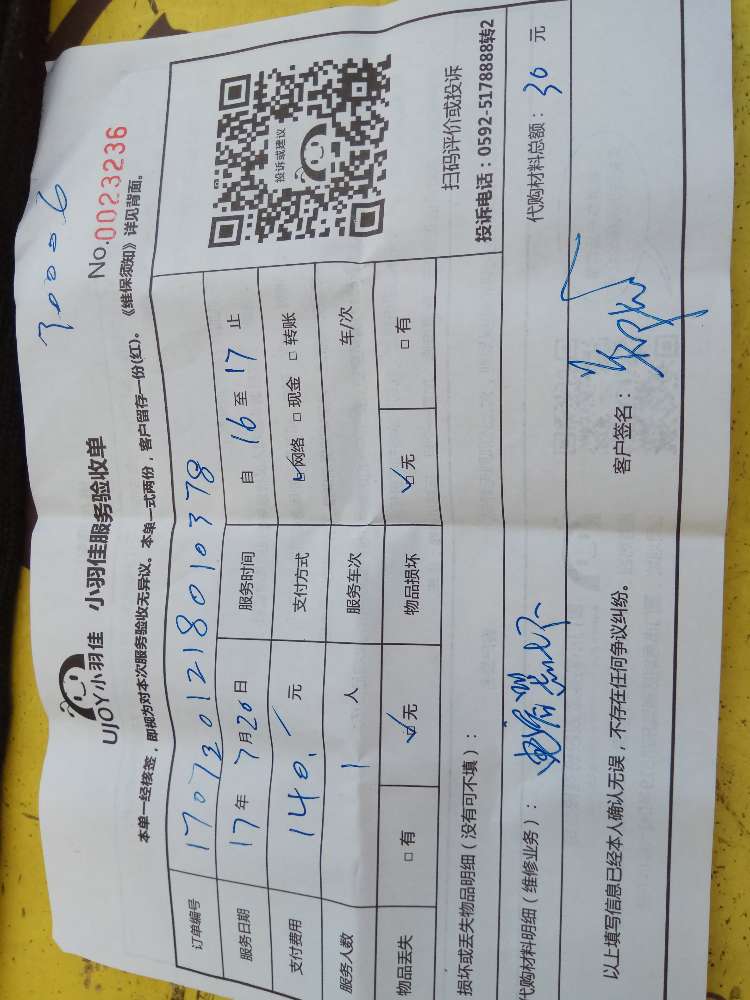 30006
UJOY小羽佳 小羽佳服务验收单
No.0023236
本单一经核签，即视为对本次服务验收无异议。本单一式两份，客户留存一份(红)。《维保须知》详见背面。
订单编号 170720121801 0378
服务日期 17年7月20日 服务时间 自16至17止
支付费用 140.- 元 支付方式 ☑网络 □现金 □转账
服务人数 1 人 服务车次 车/次
物品丢失 □有 ☑无 物品损坏 ☑无 □有
投诉或建议
扫码评价或投诉
投诉电话：0592-5178888转2
损坏或丢失物品明细（没有可不填）：
代购材料明细（维修业务）：
代购材料总额：30 元
以上填写信息已经本人确认无误，不存在任何争议纠纷。
客户签名：